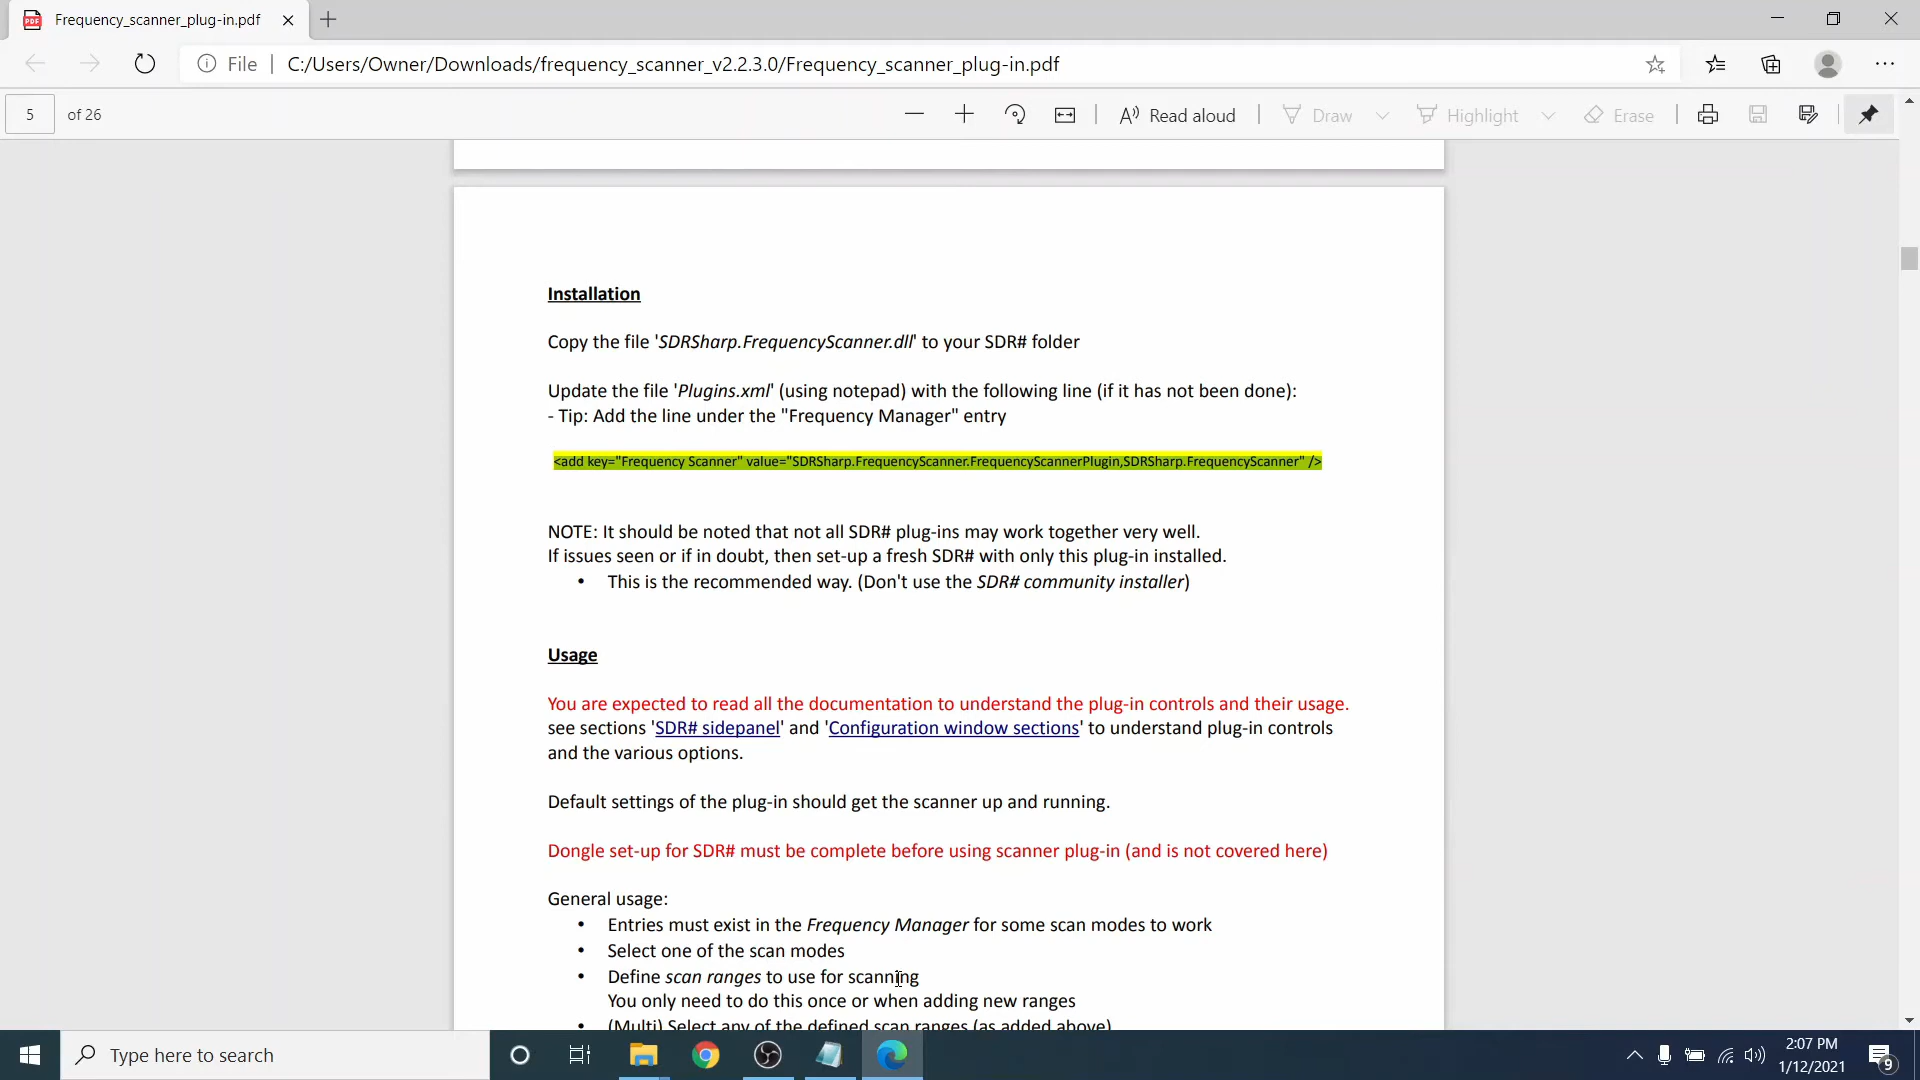 Frequency_scanner_plug-in.pdf
File | C:/Users/Owner/Downloads/frequency_scanner_v2.2.3.0/Frequency_scanner_plug-in.pdf
5 of 26 Read aloud Draw Highlight Erase
Installation
Copy the file 'SDRSharp.FrequencyScanner.dll' to your SDR# folder
Update the file 'Plugins.xml' (using notepad) with the following line (if it has not been done):
- Tip: Add the line under the "Frequency Manager" entry
<add key="Frequency Scanner" value="SDRSharp.FrequencyScanner.FrequencyScannerPlugin,SDRSharp.FrequencyScanner" />
NOTE: It should be noted that not all SDR# plug-ins may work together very well.
If issues seen or if in doubt, then set-up a fresh SDR# with only this plug-in installed.
• This is the recommended way. (Don't use the SDR# community installer)
Usage
You are expected to read all the documentation to understand the plug-in controls and their usage.
see sections 'SDR# sidepanel' and 'Configuration window sections' to understand plug-in controls
and the various options.
Default settings of the plug-in should get the scanner up and running.
Dongle set-up for SDR# must be complete before using scanner plug-in (and is not covered here)
General usage:
• Entries must exist in the Frequency Manager for some scan modes to work
• Select one of the scan modes
• Define scan ranges to use for scanning
You only need to do this once or when adding new ranges
• (Multi) Select any of the defined scan ranges (as added above)
Type here to search
2:07 PM
1/12/2021
9